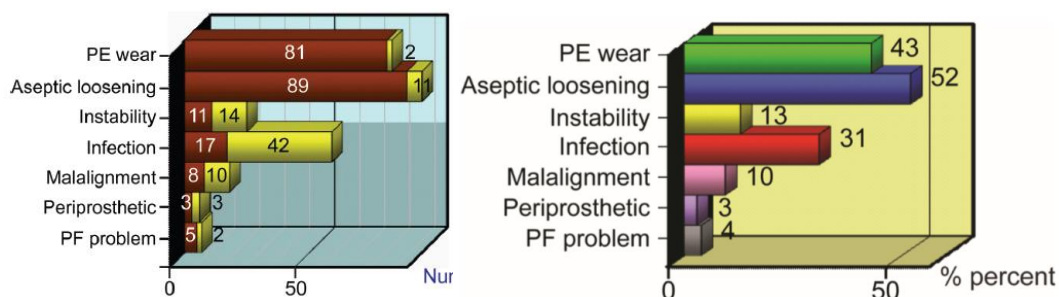 PE wear 81 2
Aseptic loosening 89 11
Instability 11 14
Infection 17 42
Malalignment 8 10
Periprosthetic 3 3
PF problem 5 2
0 50 Nur
PE wear 43
Aseptic loosening 52
Instability 13
Infection 31
Malalignment 10
Periprosthetic 3
PF problem 4
0 50 % percent